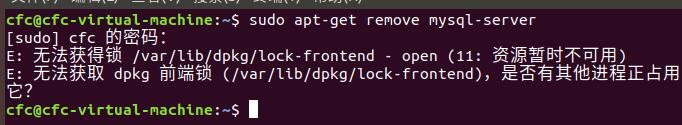 cfc@cfc-virtual-machine:~$ sudo apt-get remove mysql-server
[sudo] cfc 的密码：
E: 无法获得锁 /var/lib/dpkg/lock-frontend - open (11: 资源暂时不可用)
E: 无法获取 dpkg 前端锁 (/var/lib/dpkg/lock-frontend)，是否有其他进程正占用
它？
cfc@cfc-virtual-machine:~$